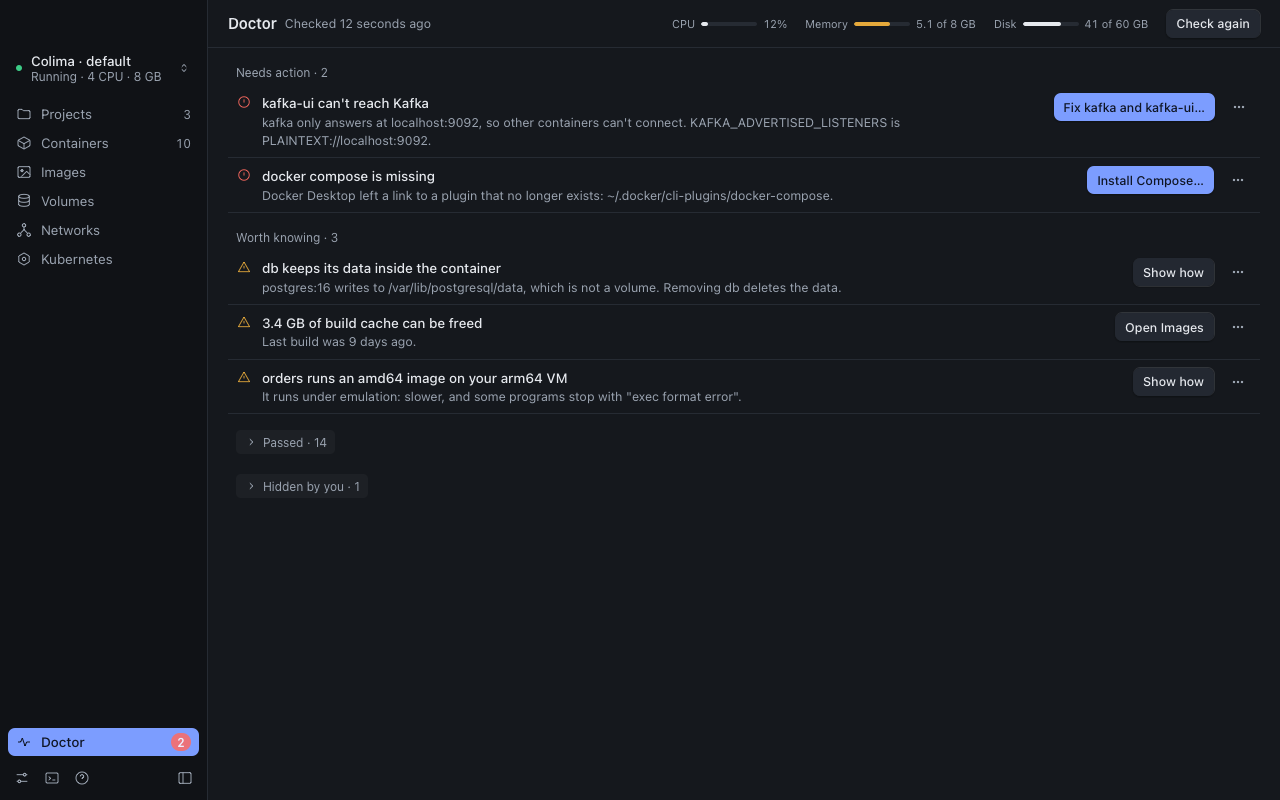 Doctor Checked 12 seconds ago CPU 12% Memory 5.1 of 8 GB Disk 41 of 60 GB Check again
Colima · default
Running · 4 CPU · 8 GB
Projects 3
Containers 10
Images
Volumes
Networks
Kubernetes
Needs action · 2
kafka-ui can't reach Kafka
kafka only answers at localhost:9092, so other containers can't connect. KAFKA_ADVERTISED_LISTENERS is
PLAINTEXT://localhost:9092.
Fix kafka and kafka-ui...
docker compose is missing
Docker Desktop left a link to a plugin that no longer exists: ~/.docker/cli-plugins/docker-compose.
Install Compose...
Worth knowing · 3
db keeps its data inside the container
postgres:16 writes to /var/lib/postgresql/data, which is not a volume. Removing db deletes the data.
Show how
3.4 GB of build cache can be freed
Last build was 9 days ago.
Open Images
orders runs an amd64 image on your arm64 VM
It runs under emulation: slower, and some programs stop with "exec format error".
Show how
Passed · 14
Hidden by you · 1
Doctor 2